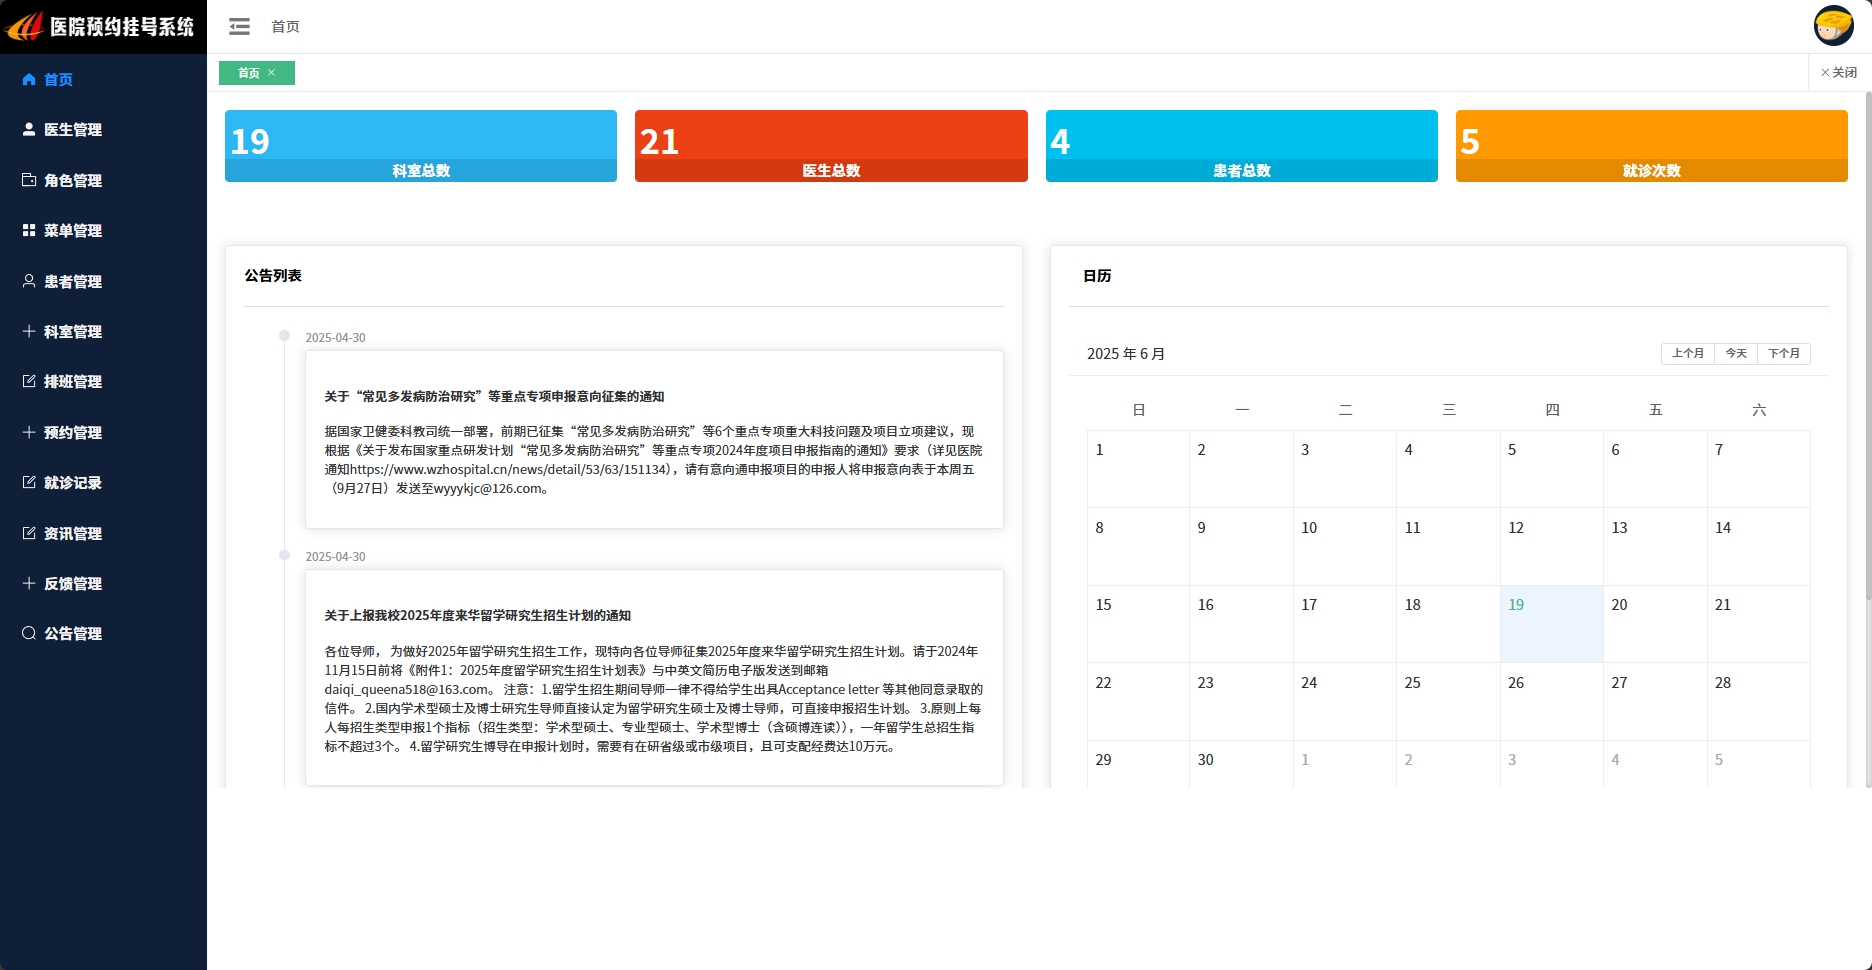 医院预约挂号系统
首页
首页
医生管理
角色管理
菜单管理
患者管理
科室管理
排班管理
预约管理
就诊记录
资讯管理
反馈管理
公告管理
首页 ×
×关闭
19
科室总数
21
医生总数
4
患者总数
5
就诊次数
公告列表
2025-04-30
关于“常见多发病防治研究”等重点专项申报意向征集的通知
据国家卫健委科教司统一部署，前期已征集“常见多发病防治研究”等6个重点专项重大科技问题及项目立项建议，现
根据《关于发布国家重点研发计划“常见多发病防治研究”等重点专项2024年度项目申报指南的通知》要求（详见医院
通知https://www.wzhospital.cn/news/detail/53/63/151134），请有意向通申报项目的申报人将申报意向表于本周五
（9月27日）发送至wyyykjc@126.com。
2025-04-30
关于上报我校2025年度来华留学研究生招生计划的通知
各位导师， 为做好2025年留学研究生招生工作，现特向各位导师征集2025年度来华留学研究生招生计划。请于2024年
11月15日前将《附件1：2025年度留学研究生招生计划表》与中英文简历电子版发送到邮箱
daiqi_queena518@163.com。 注意：1.留学生招生期间导师一律不得给学生出具Acceptance letter 等其他同意录取的
信件。 2.国内学术型硕士及博士研究生导师直接认定为留学研究生硕士及博士导师，可直接申报招生计划。 3.原则上每
人每招生类型申报1个指标（招生类型：学术型硕士、专业型硕士、学术型博士（含硕博连读）），一年留学生总招生指
标不超过3个。 4.留学研究生博导在申报计划时，需要有在研省级或市级项目，且可支配经费达10万元。
日历
2025 年 6 月
上个月 今天 下个月
日 一 二 三 四 五 六
1 2 3 4 5 6 7
8 9 10 11 12 13 14
15 16 17 18 19 20 21
22 23 24 25 26 27 28
29 30 1 2 3 4 5